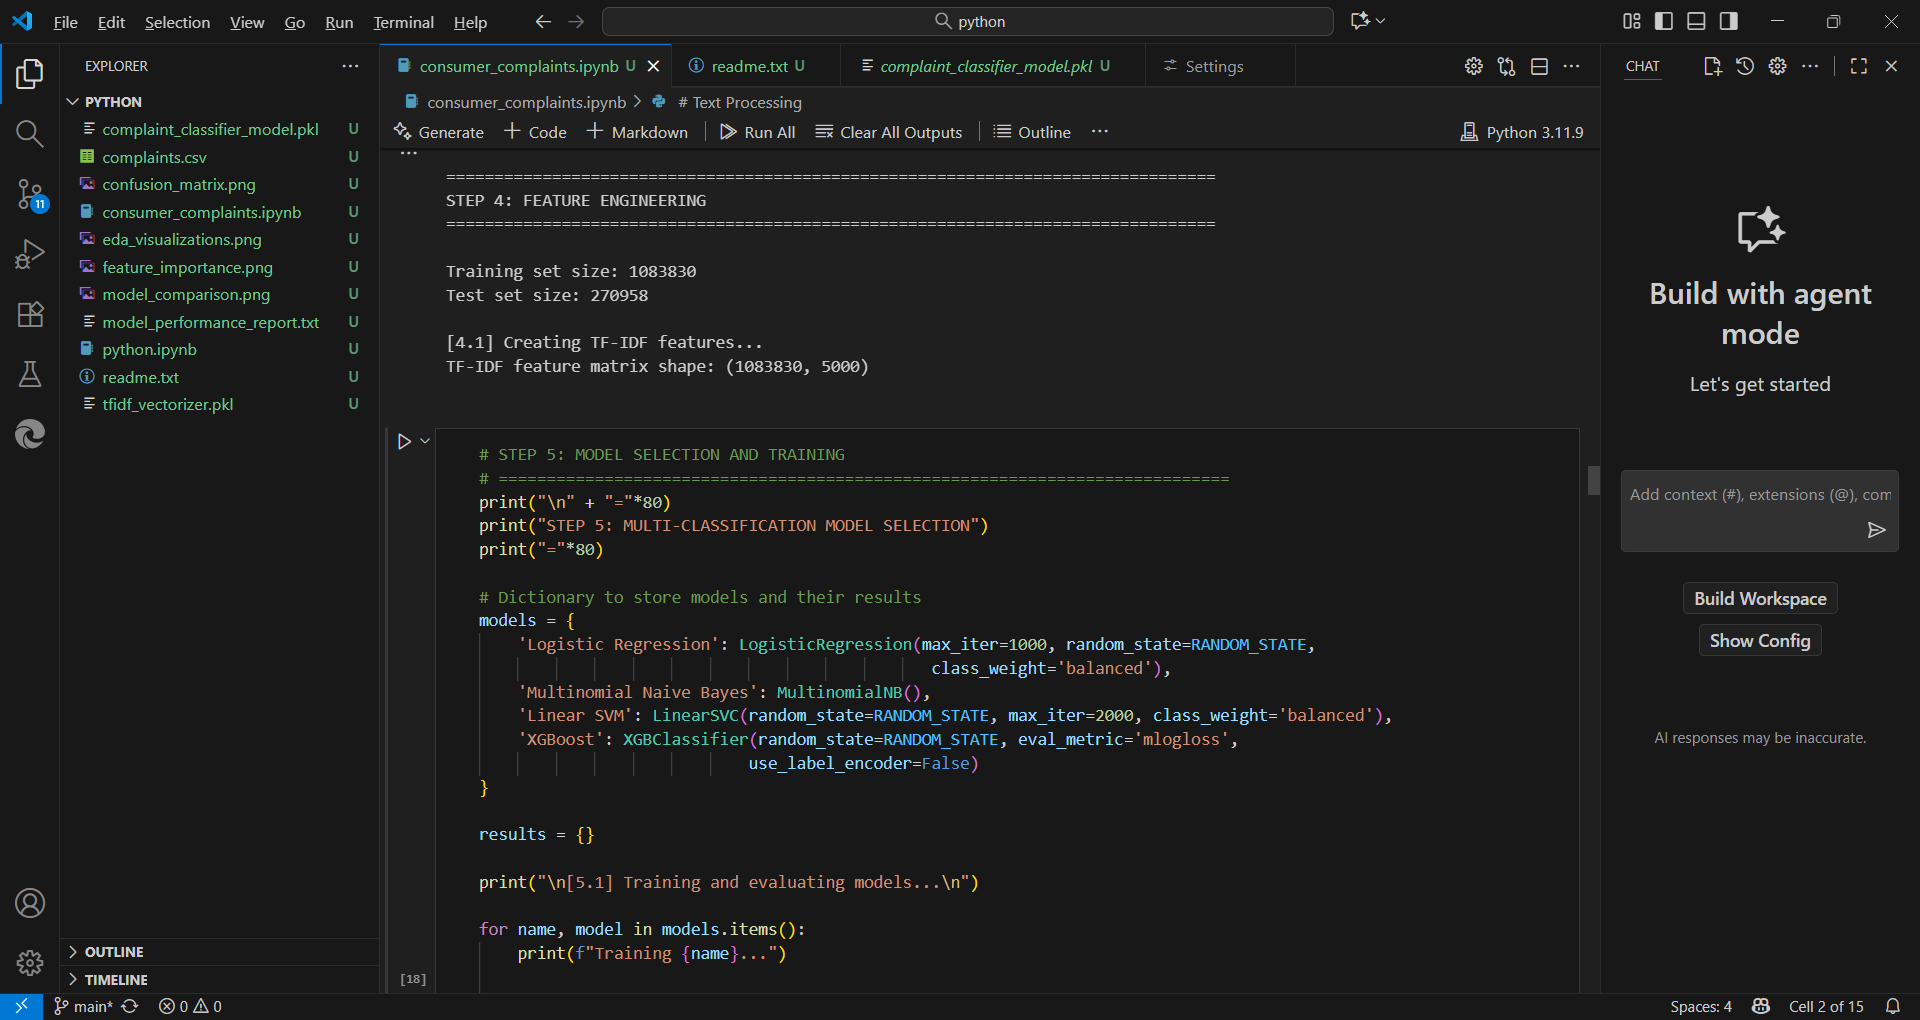 File Edit Selection View Go Run Terminal Help
python
EXPLORER
PYTHON
complaint_classifier_model.pkl U
complaints.csv U
confusion_matrix.png U
consumer_complaints.ipynb U
eda_visualizations.png U
feature_importance.png U
model_comparison.png U
model_performance_report.txt U
python.ipynb U
readme.txt U
tfidf_vectorizer.pkl U
OUTLINE
TIMELINE
11
consumer_complaints.ipynb U
readme.txt U
complaint_classifier_model.pkl U
Settings
consumer_complaints.ipynb > # Text Processing
Generate + Code + Markdown Run All Clear All Outputs Outline ...
Python 3.11.9
...
================================================================================
STEP 4: FEATURE ENGINEERING
================================================================================
Training set size: 1083830
Test set size: 270958
[4.1] Creating TF-IDF features...
TF-IDF feature matrix shape: (1083830, 5000)
# STEP 5: MODEL SELECTION AND TRAINING
# ============================================================================
print("\n" + "="*80)
print("STEP 5: MULTI-CLASSIFICATION MODEL SELECTION")
print("="*80)
# Dictionary to store models and their results
models = {
'Logistic Regression': LogisticRegression(max_iter=1000, random_state=RANDOM_STATE,
class_weight='balanced'),
'Multinomial Naive Bayes': MultinomialNB(),
'Linear SVM': LinearSVC(random_state=RANDOM_STATE, max_iter=2000, class_weight='balanced'),
'XGBoost': XGBClassifier(random_state=RANDOM_STATE, eval_metric='mlogloss',
use_label_encoder=False)
}
results = {}
print("\n[5.1] Training and evaluating models...\n")
for name, model in models.items():
print(f"Training {name}...")
[18]
CHAT
Build with agent
mode
Let's get started
Add context (#), extensions (@), com
Build Workspace
Show Config
AI responses may be inaccurate.
main* 0 0
Spaces: 4 Cell 2 of 15